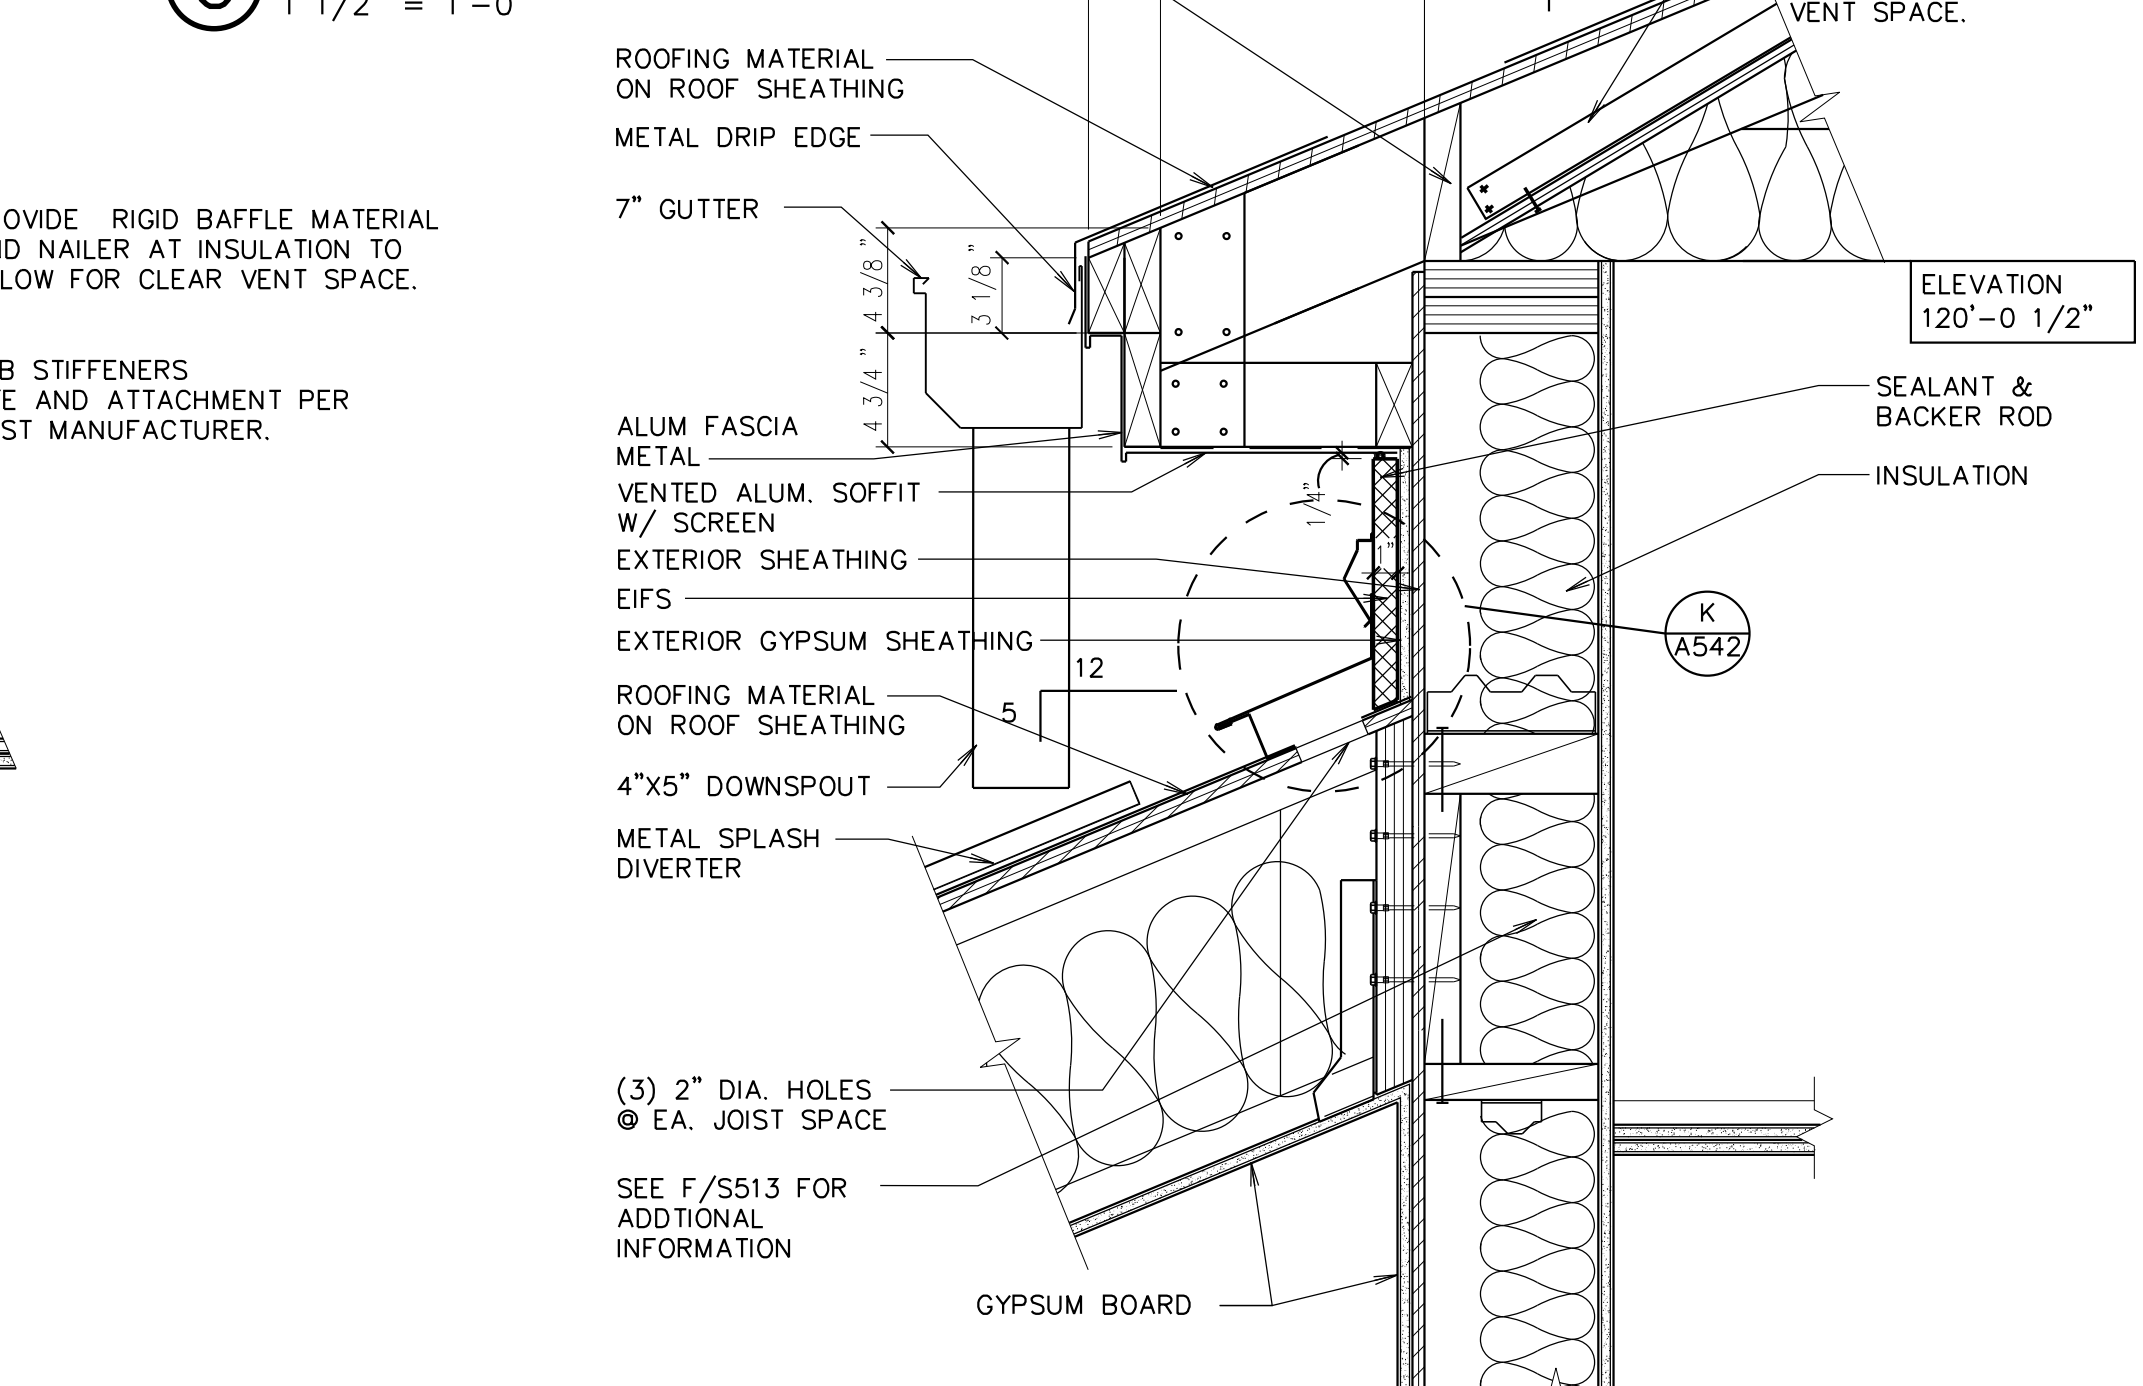 1 1/2" = 1'-0
VENT SPACE.
ROOFING MATERIAL
ON ROOF SHEATHING
METAL DRIP EDGE
7" GUTTER
OVIDE RIGID BAFFLE MATERIAL
ND NAILER AT INSULATION TO
LOW FOR CLEAR VENT SPACE.
4 3/8"
3 1/8"
ELEVATION
120'-0 1/2"
B STIFFENERS
E AND ATTACHMENT PER
ST MANUFACTURER.
4 3/4"
SEALANT &
BACKER ROD
ALUM FASCIA
METAL
INSULATION
VENTED ALUM. SOFFIT
W/ SCREEN
1/4"
EXTERIOR SHEATHING
1"
EIFS
EXTERIOR GYPSUM SHEATHING
K
A542
12
5
ROOFING MATERIAL
ON ROOF SHEATHING
4"X5" DOWNSPOUT
METAL SPLASH
DIVERTER
(3) 2" DIA. HOLES
@ EA. JOIST SPACE
SEE F/S513 FOR
ADDTIONAL
INFORMATION
GYPSUM BOARD